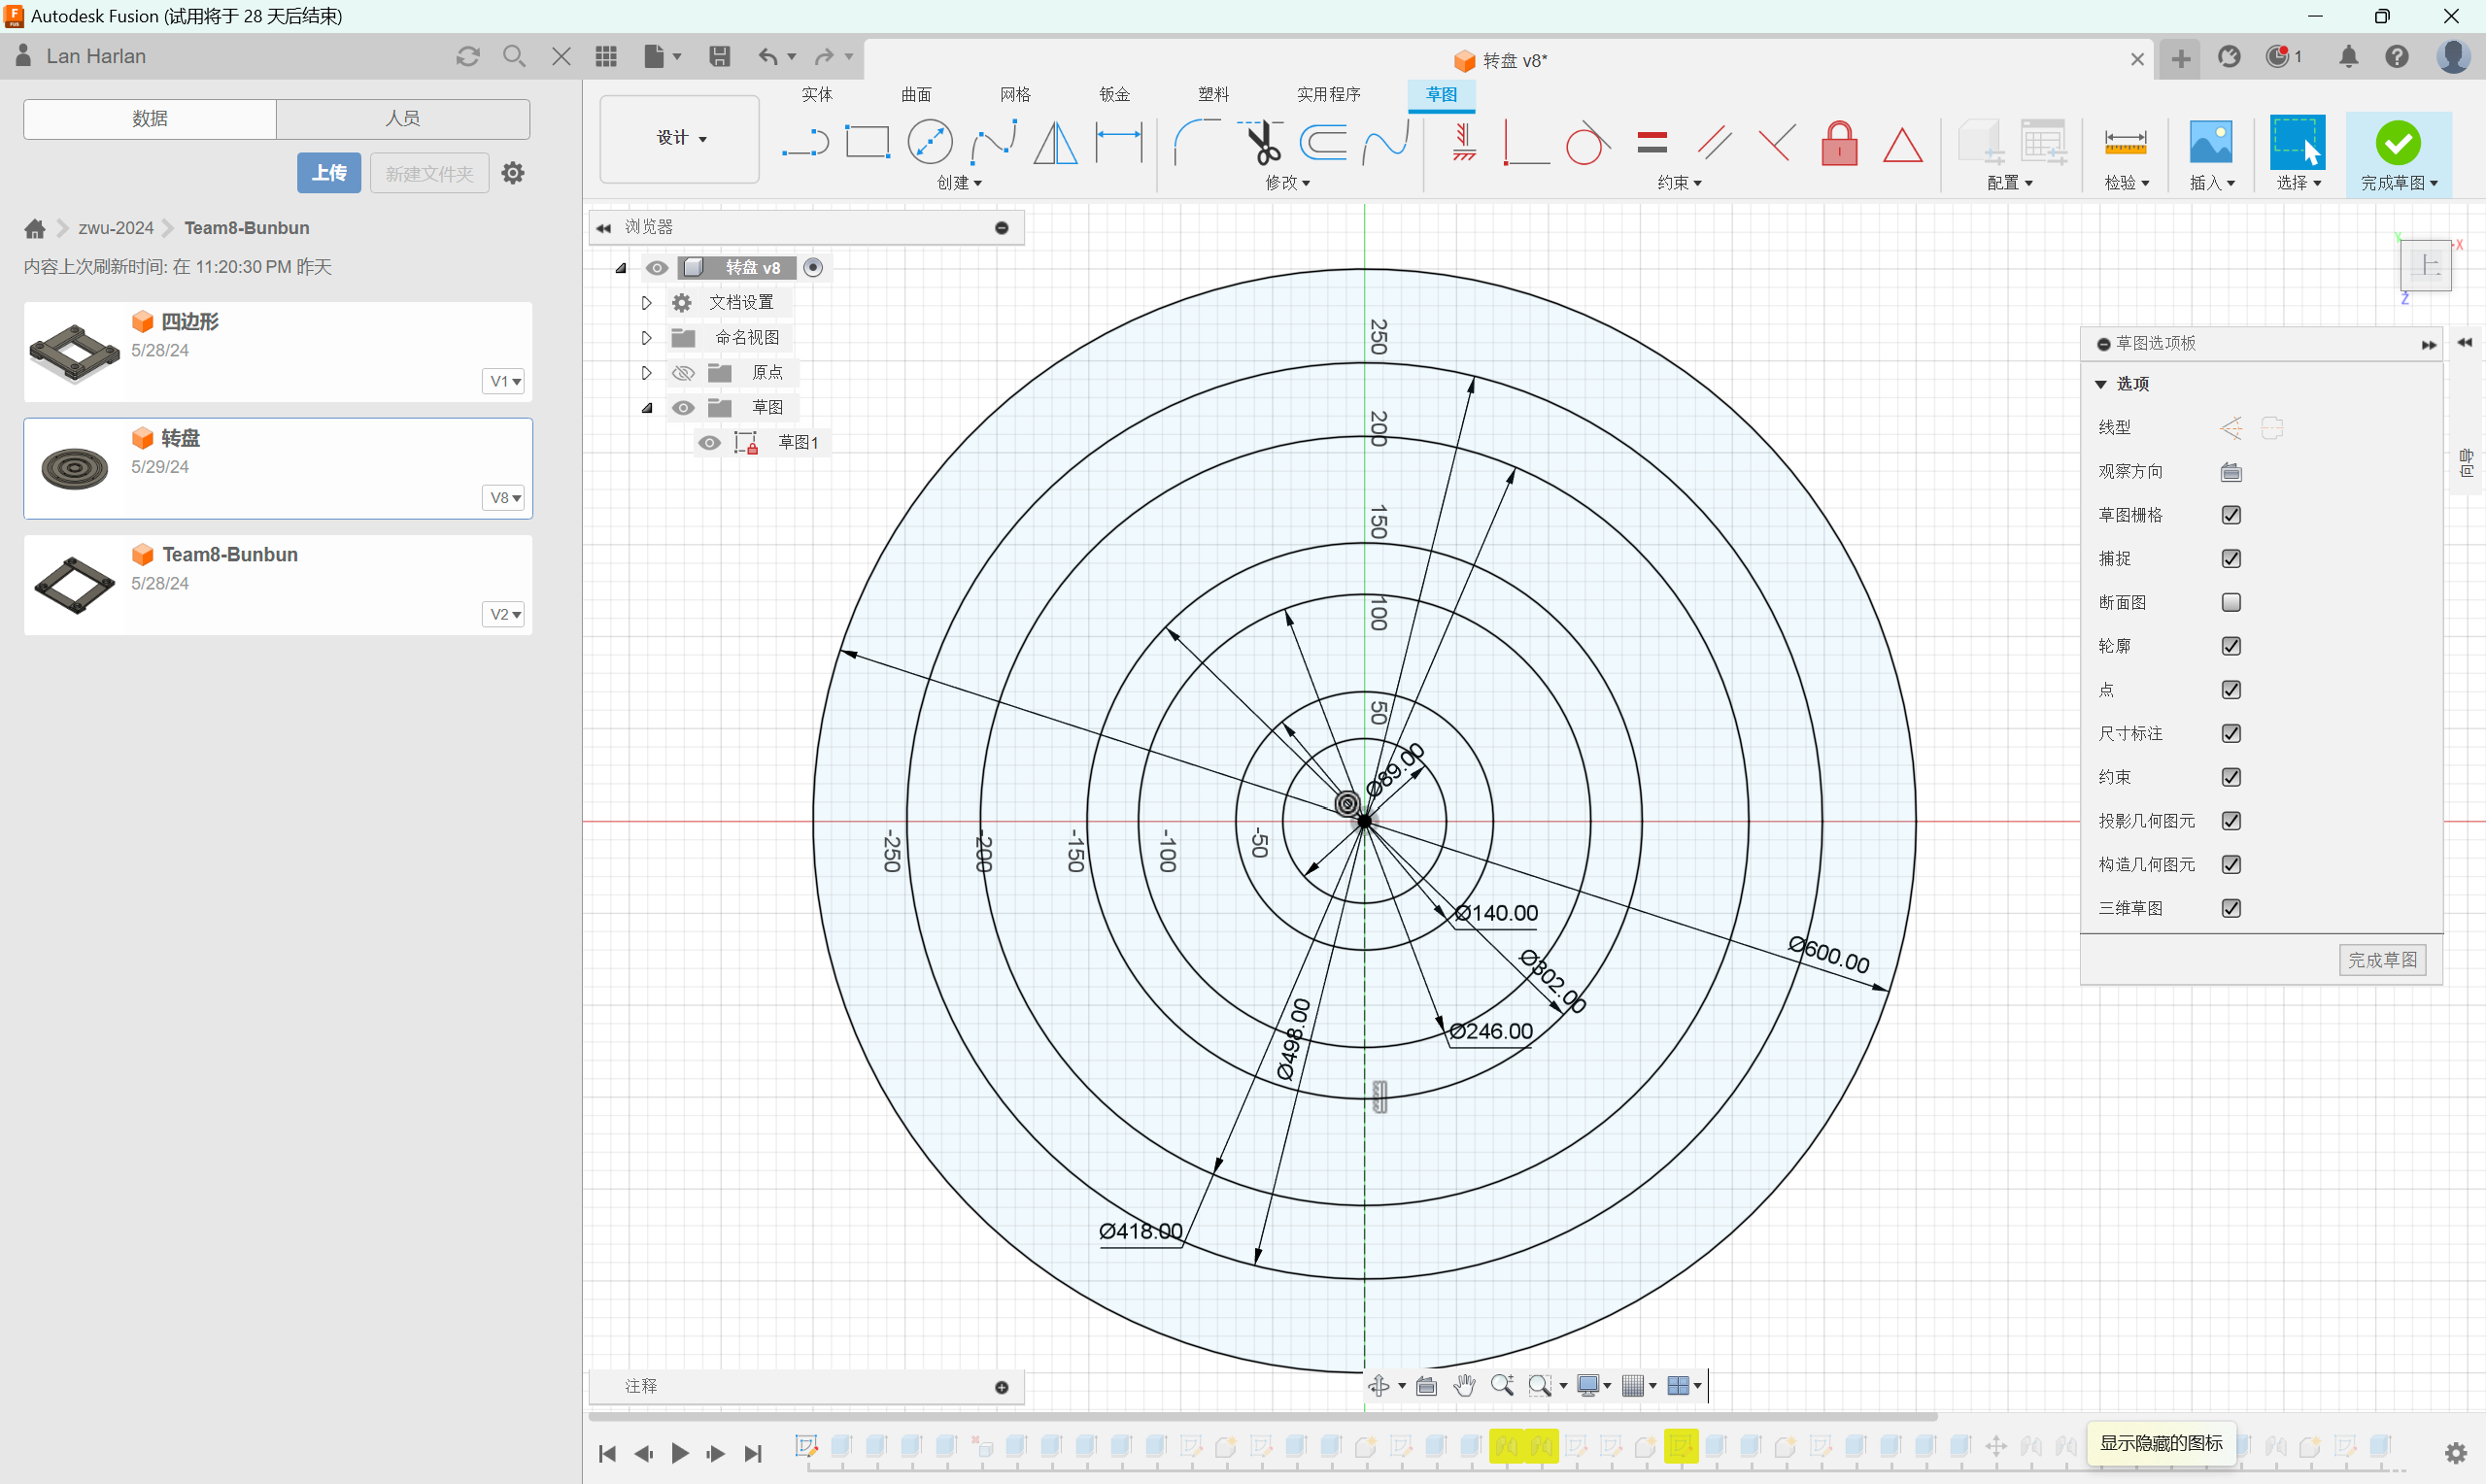 Autodesk Fusion (试用将于 28 天后结束)
Lan Harlan
转盘 v8*
1
数据
人员
上传
新建文件夹
zwu-2024
Team8-Bunbun
内容上次刷新时间: 在 11:20:30 PM 昨天
四边形
5/28/24
V1
转盘
5/29/24
V8
Team8-Bunbun
5/28/24
V2
设计
实体
曲面
网格
钣金
塑料
实用程序
草图
创建
修改
约束
配置
检验
插入
选择
完成草图
浏览器
转盘 v8
文档设置
命名视图
原点
草图
草图1
250
200
150
100
50
-250
-200
-150
-100
-50
Ø89.00
Ø140.00
Ø302.00
Ø246.00
Ø600.00
Ø498.00
Ø418.00
Y
X
Z
上
导向
草图选项板
选项
线型
观察方向
草图栅格
捕捉
断面图
轮廓
点
尺寸标注
约束
投影几何图元
构造几何图元
三维草图
完成草图
注释
显示隐藏的图标